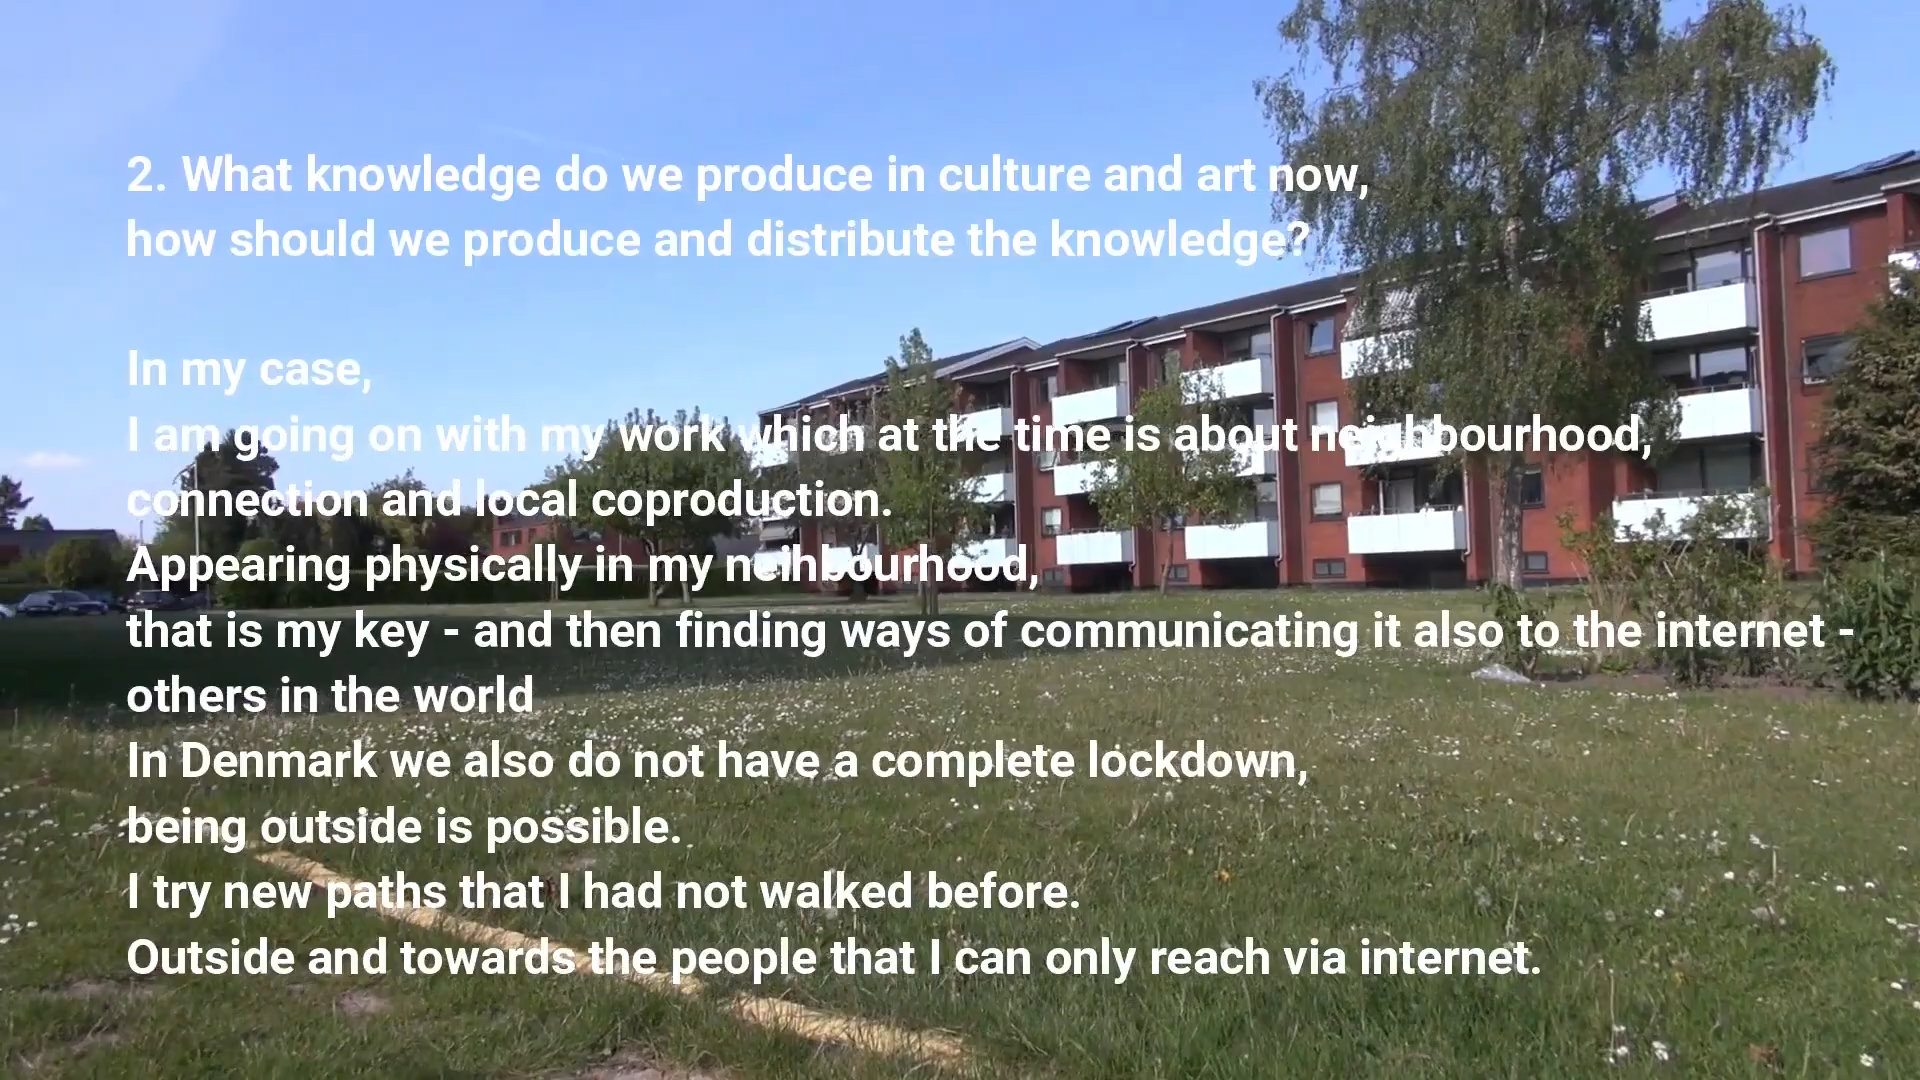 2. What knowledge do we produce in culture and art now,
how should we produce and distribute the knowledge?
In my case,
I am going on with my work which at the time is about neighbourhood,
connection and local coproduction.
Appearing physically in my neihbourhood,
that is my key - and then finding ways of communicating it also to the internet -
others in the world
In Denmark we also do not have a complete lockdown,
being outside is possible.
I try new paths that I had not walked before.
Outside and towards the people that I can only reach via internet.